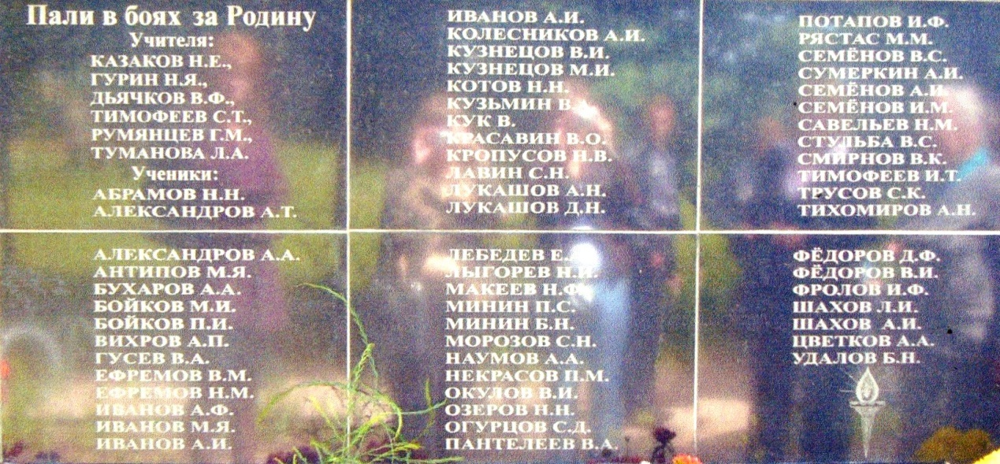 Пали в боях за Родину
Учителя:
КАЗАКОВ Н.Е.,
ГУРИН Н.Я.,
ДЬЯЧКОВ В.Ф.,
ТИМОФЕЕВ С.Т.,
РУМЯНЦЕВ Г.М.,
ТУМАНОВА Л.А.
Ученики:
АБРАМОВ Н.Н.
АЛЕКСАНДРОВ А.Т.
АЛЕКСАНДРОВ А.А.
АНТИПОВ М.Я.
БУХАРОВ А.А.
БОЙКОВ М.И.
БОЙКОВ П.И.
ВИХРОВ А.П.
ГУСЕВ В.А.
ЕФРЕМОВ В.М.
ЕФРЕМОВ Н.М.
ИВАНОВ А.Ф.
ИВАНОВ М.Я.
ИВАНОВ А.И.
ИВАНОВ А.И.
КОЛЕСНИКОВ А.И.
КУЗНЕЦОВ В.И.
КУЗНЕЦОВ М.И.
КОТОВ Н.Н.
КУЗЬМИН
КУК В.
КРАСАВИН В.О.
КРОПУСОВ Н.В.
ЛАВИН С.Н.
ЛУКАШОВ А.Н.
ЛУКАШОВ Д.Н.
ЛЕБЕДЕВ
ЛЫГОРЕВ Н.И.
МАКЕЕВ Н.Ф.
МИНИН П.С.
МИНИН Б.Н.
МОРОЗОВ С.Н.
НАУМОВ А.А.
НЕКРАСОВ П.М.
ОКУЛОВ В.И.
ОЗЕРОВ Н.Н.
ОГУРЦОВ С.Д.
ПАНТЕЛЕЕВ В.А.
ПОТАПОВ И.Ф.
РЯСТАС М.М.
СЕМЁНОВ В.С.
СУМЕРКИН А.И.
СЕМЁНОВ А.И.
СЕМЁНОВ И.М.
САВЕЛЬЕВ Н.М.
СТУЛЬБА В.С.
СМИРНОВ В.К.
ТИМОФЕЕВ И.Т.
ТРУСОВ С.К.
ТИХОМИРОВ А.Н.
ФЁДОРОВ Д.Ф.
ФЁДОРОВ В.И.
ФРОЛОВ И.Ф.
ШАХОВ Л.И.
ШАХОВ А.И.
ЦВЕТКОВ А.А.
УДАЛОВ Б.Н.